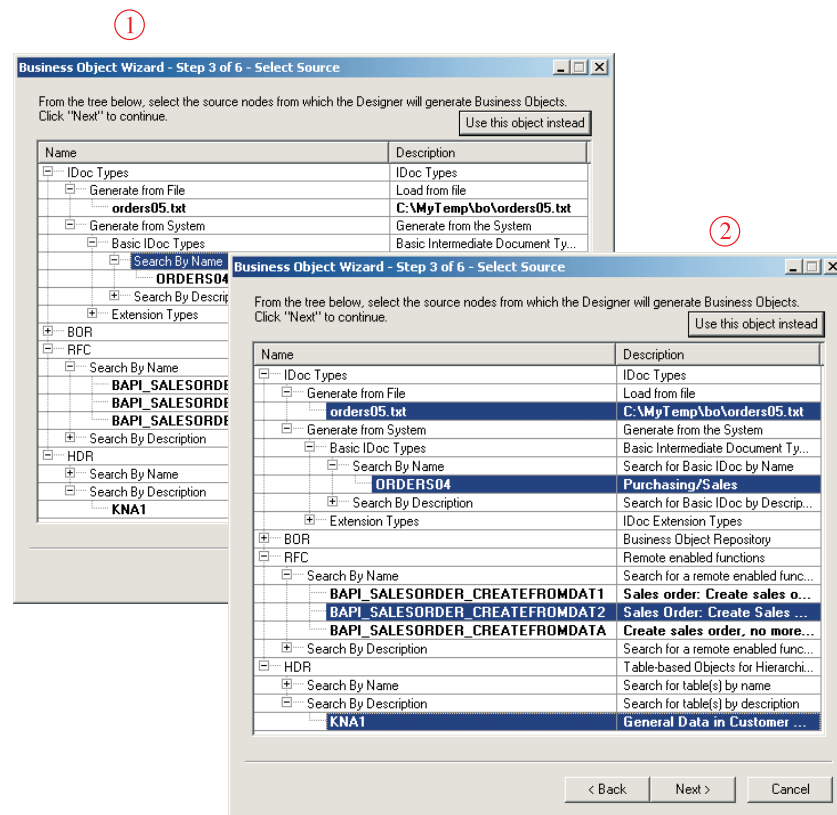 1
Business Object Wizard - Step 3 of 6 - Select Source
From the tree below, select the source nodes from which the Designer will generate Business Objects.
Click "Next" to continue.
Use this object instead
Name Description
IDoc Types IDoc Types
Generate from File Load from file
orders05.txt C:\MyTemp\bo\orders05.txt
Generate from System Generate from the System
Basic IDoc Types Basic Intermediate Document Ty...
Search By Name
ORDERS04
Search By Descrip
Extension Types
BOR
RFC
Search By Name
BAPI_SALESORDE
BAPI_SALESORDE
BAPI_SALESORDE
Search By Description
HDR
Search By Name
Search By Description
KNA1
2
Business Object Wizard - Step 3 of 6 - Select Source
From the tree below, select the source nodes from which the Designer will generate Business Objects.
Click "Next" to continue.
Use this object instead
Name Description
IDoc Types IDoc Types
Generate from File Load from file
orders05.txt C:\MyTemp\bo\orders05.txt
Generate from System Generate from the System
Basic IDoc Types Basic Intermediate Document Ty...
Search By Name Search for Basic IDoc by Name
ORDERS04 Purchasing/Sales
Search By Description Search for Basic IDoc by Descrip...
Extension Types IDoc Extension Types
BOR Business Object Repository
RFC Remote enabled functions
Search By Name Search for a remote enabled func...
BAPI_SALESORDER_CREATEFROMDAT1 Sales order: Create sales o...
BAPI_SALESORDER_CREATEFROMDAT2 Sales Order: Create Sales ...
BAPI_SALESORDER_CREATEFROMDATA Create sales order, no more...
Search By Description Search for a remote enabled func...
HDR Table-based Objects for Hierarchi...
Search By Name Search for table(s) by name
Search By Description Search for table(s) by description
KNA1 General Data in Customer ...
< Back Next > Cancel